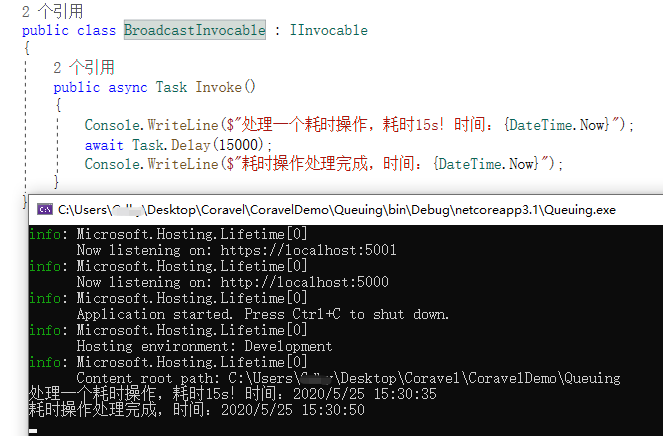 2 个引用
public class BroadcastInvocable : IInvocable
{
2 个引用
public async Task Invoke()
{
Console.WriteLine($"处理一个耗时操作，耗时15s! 时间：{DateTime.Now}");
await Task.Delay(15000);
Console.WriteLine($"耗时操作处理完成，时间：{DateTime.Now}");
}
}
C:\Users\ \Desktop\Coravel\CoravelDemo\Queuing\bin\Debug\netcoreapp3.1\Queuing.exe
info: Microsoft.Hosting.Lifetime[0]
Now listening on: https://localhost:5001
info: Microsoft.Hosting.Lifetime[0]
Now listening on: http://localhost:5000
info: Microsoft.Hosting.Lifetime[0]
Application started. Press Ctrl+C to shut down.
info: Microsoft.Hosting.Lifetime[0]
Hosting environment: Development
info: Microsoft.Hosting.Lifetime[0]
Content root path: C:\Users\ \Desktop\Coravel\CoravelDemo\Queuing
处理一个耗时操作，耗时15s! 时间：2020/5/25 15:30:35
耗时操作处理完成，时间：2020/5/25 15:30:50